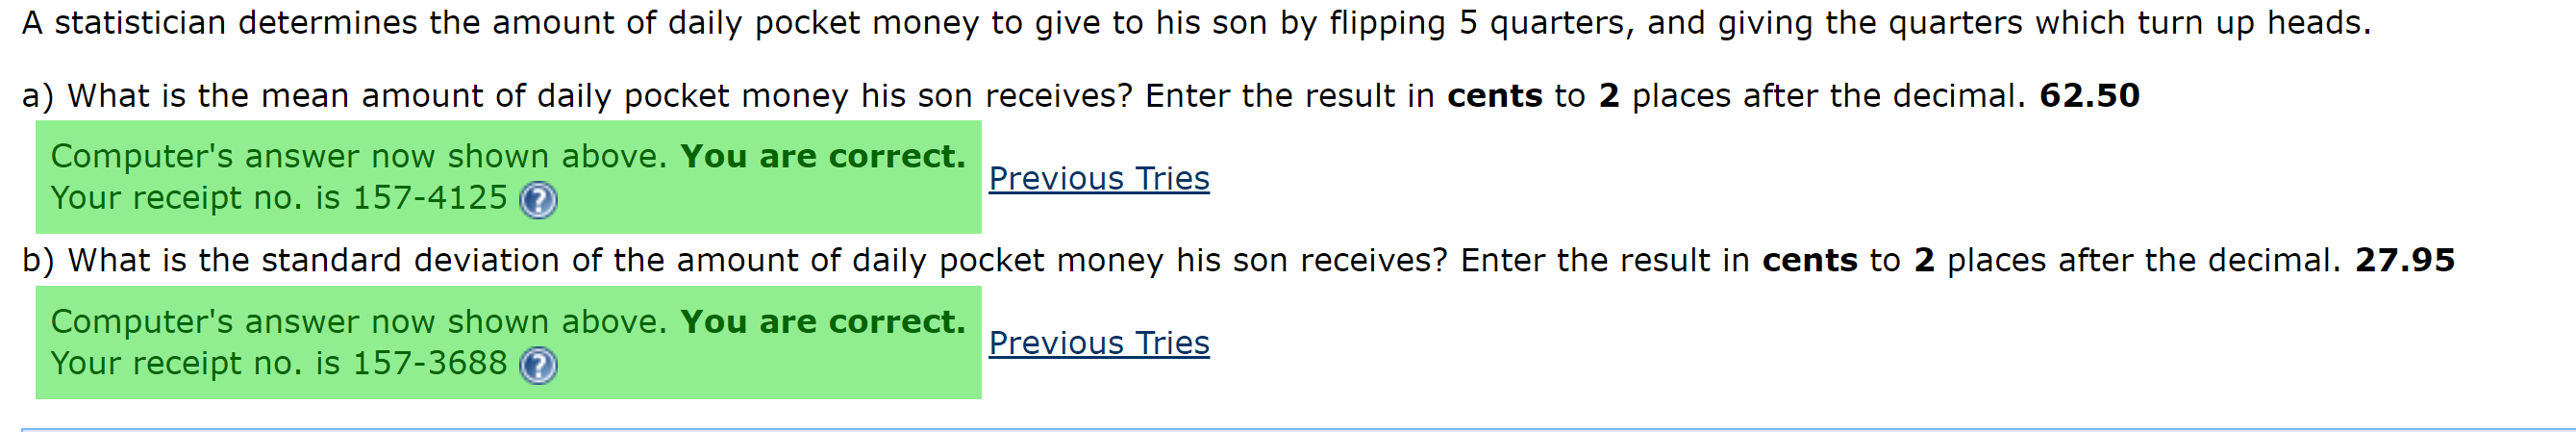 A statistician determines the amount of daily pocket money to give to his son by flipping 5 quarters, and giving the quarters which turn up heads.
a) What is the mean amount of daily pocket money his son receives? Enter the result in cents to 2 places after the decimal. 62.50
Computer's answer now shown above. You are correct.
Your receipt no. is 157-4125 ?
Previous Tries
b) What is the standard deviation of the amount of daily pocket money his son receives? Enter the result in cents to 2 places after the decimal. 27.95
Computer's answer now shown above. You are correct.
Your receipt no. is 157-3688 ?
Previous Tries